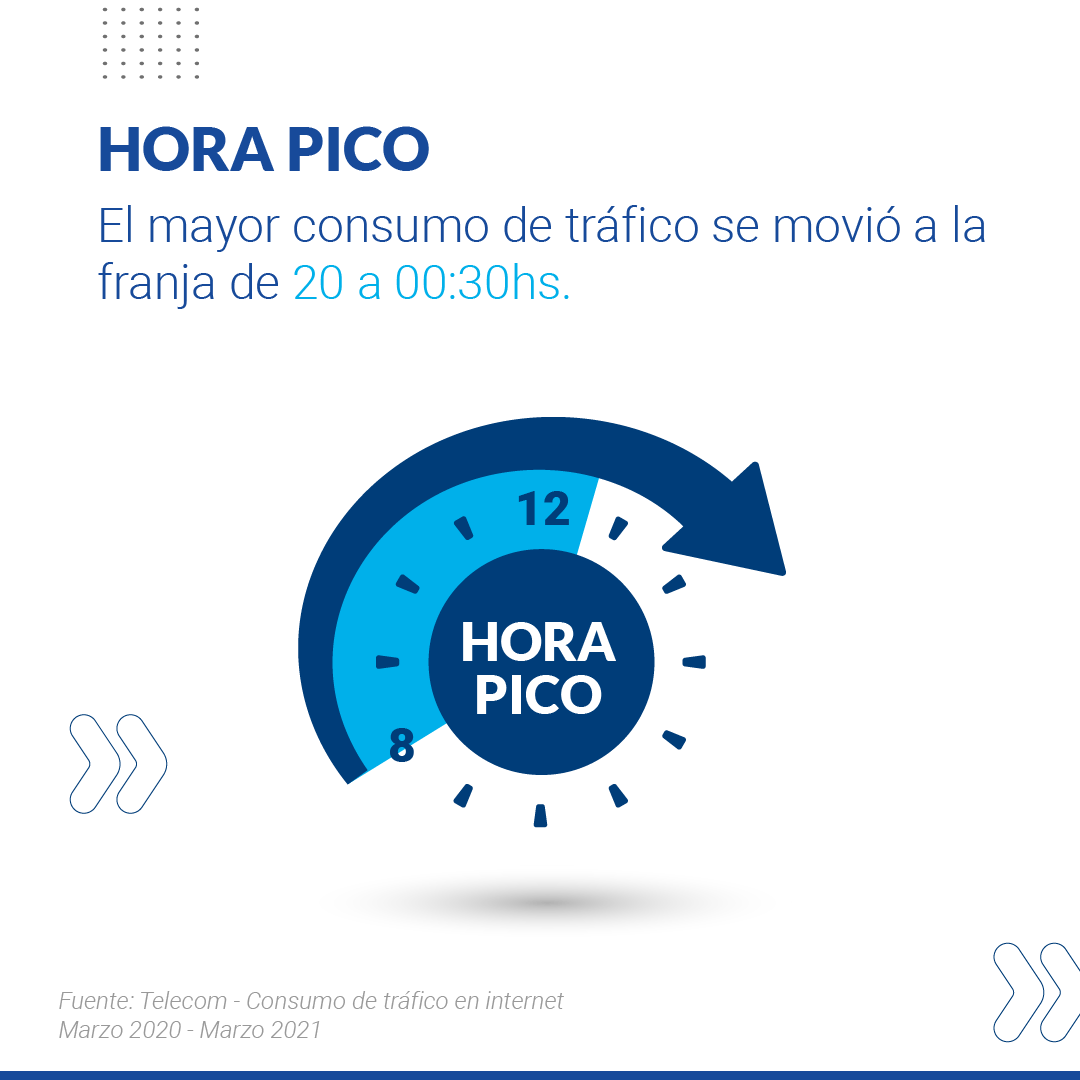 HORA PICO
El mayor consumo de tráfico se movió a la
franja de 20 a 00:30hs.
12
HORA
PICO
8
Fuente: Telecom - Consumo de tráfico en internet
Marzo 2020 - Marzo 2021